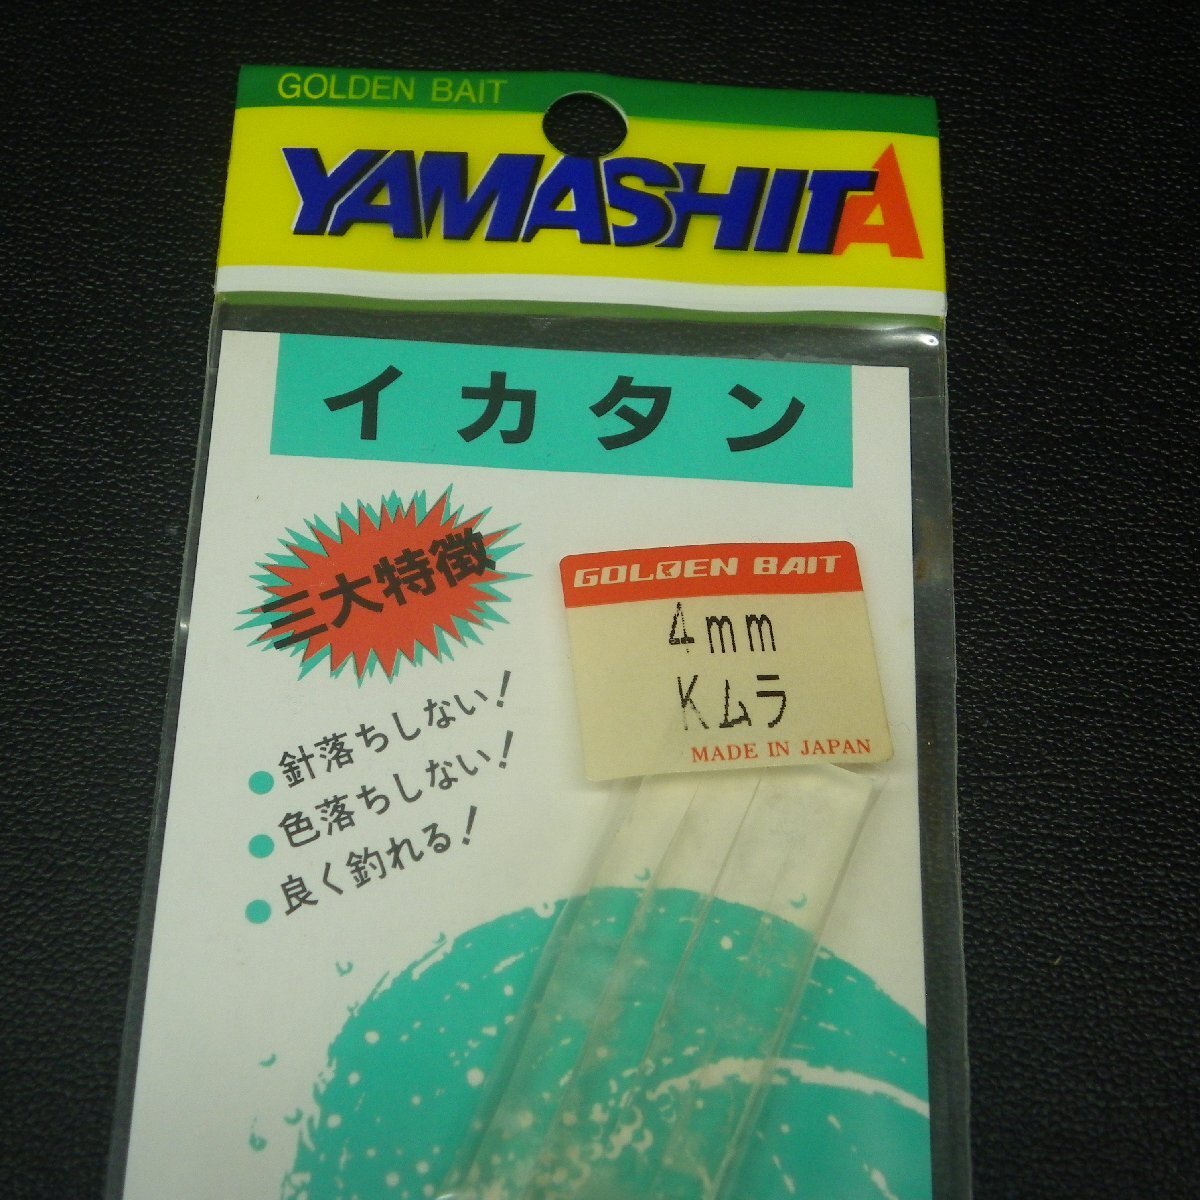 GOLDEN BAIT
YAMASHITA
イカタン
三大特徴
●針落ちしない!
●色落ちしない!
●良く釣れる!
GOLDEN BAIT
4mm
Kムラ
MADE IN JAPAN